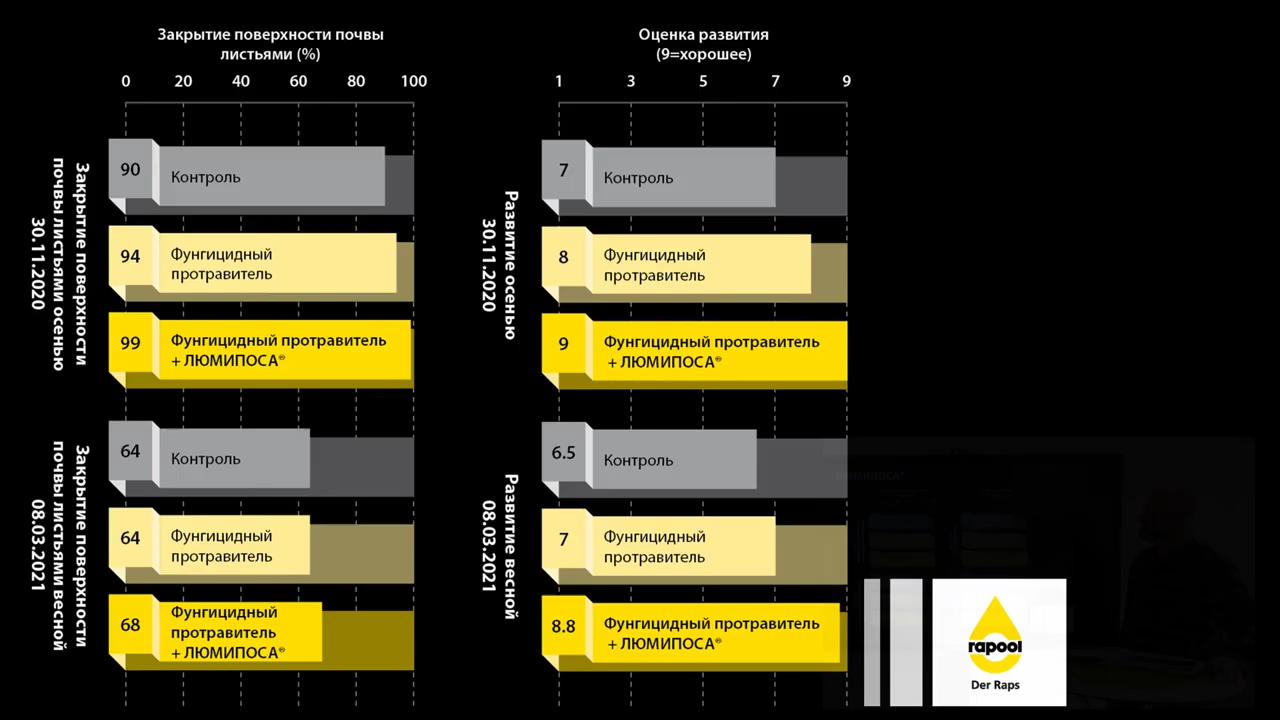 Закрытие поверхности почвы
листьями (%)
0 20 40 60 80 100
Закрытие поверхности
почвы листьями осенью
30.11.2020
90 Контроль
94 Фунгицидный
протравитель
99 Фунгицидный протравитель
+ ЛЮМИПОСА®
Закрытие поверхности
почвы листьями весной
08.03.2021
64 Контроль
64 Фунгицидный
протравитель
68 Фунгицидный
протравитель
+ ЛЮМИПОСА®
Оценка развития
(9=хорошее)
1 3 5 7 9
Развитие осенью
30.11.2020
7 Контроль
8 Фунгицидный
протравитель
9 Фунгицидный протравитель
+ ЛЮМИПОСА®
Развитие весной
08.03.2021
6.5 Контроль
7 Фунгицидный
протравитель
8.8 Фунгицидный протравитель
+ ЛЮМИПОСА®
rapool
Der Raps